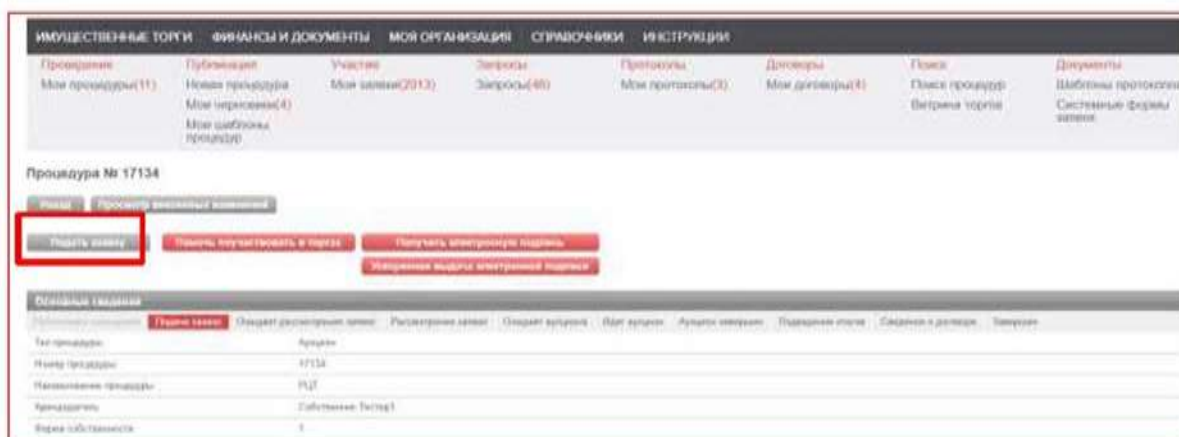 ИМУЩЕСТВЕННЫЕ ТОРГИ ФИНАНСЫ И ДОКУМЕНТЫ МОЯ ОРГАНИЗАЦИЯ СПРАВОЧНИКИ ИНСТРУКЦИИ
Проведение Публикация Участие Запросы Протоколы Договоры Поиск Документы
Мои процедуры(11) Новая процедура Мои заявки(2013) Запросы(46) Мои протоколы(3) Мои договоры(4) Поиск процедур Шаблоны протоколов
Мои черновики(4) Витрина торгов Системные формы
Мои шаблоны заявок
процедур
Процедура № 17134
Назад Просмотр внесенных изменений
Подать заявку Помочь поучаствовать в торгах Получить электронную подпись
Ускоренная выдача электронной подписи
Основные сведения
Подача заявок Ожидает рассмотрения заявок Рассмотрение заявок Ожидает аукциона Идет аукцион Аукцион завершен Подведение итогов Сведения о договоре Завершен
Тип процедуры Аукцион
Номер процедуры 17134
Наименование процедуры РЦТ
Арендодатель Собственник Тестер1
Форма собственности 1